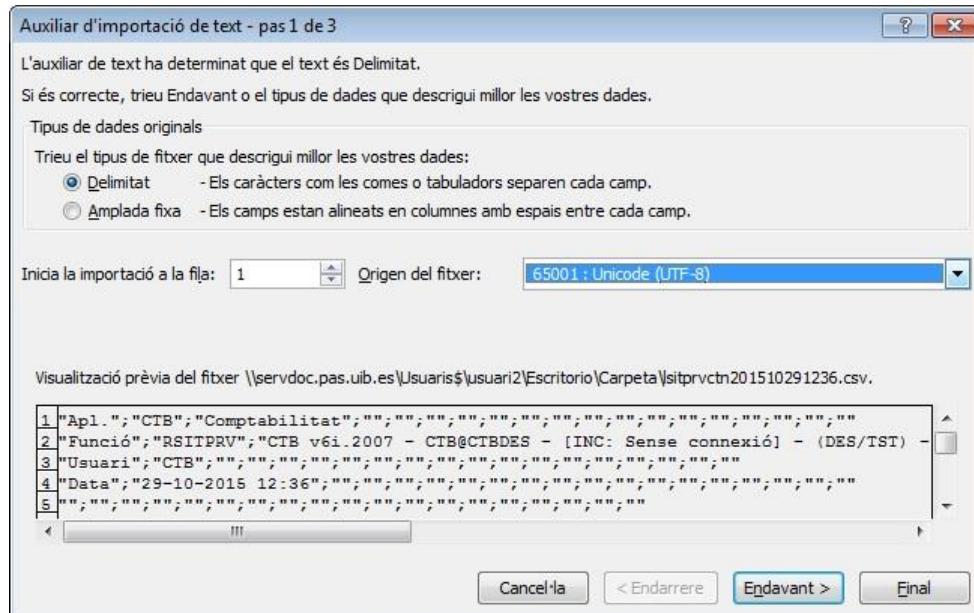 Auxiliar d'importació de text - pas 1 de 3
L'auxiliar de text ha determinat que el text és Delimitat.
Si és correcte, trieu Endavant o el tipus de dades que descrigui millor les vostres dades.
Tipus de dades originals
Trieu el tipus de fitxer que descrigui millor les vostres dades:
Delimitat - Els caràcters com les comes o tabuladors separen cada camp.
Amplada fixa - Els camps estan alineats en columnes amb espais entre cada camp.
Inicia la importació a la fila: 1 Origen del fitxer: 65001 : Unicode (UTF-8)
Visualització prèvia del fitxer \\servdoc.pas.uib.es\Usuaris$\usuari2\Escritorio\Carpeta\lsitprvctn201510291236.csv.
1 "Apl.";"CTB";"Comptabilitat";"";"";"";"";"";"";"";"";"";"";"";"";"";"";"";""
2 "Funció";"RSITPRV";"CTB v6i.2007 - CTB@CTBDES - [INC: Sense connexió] - (DES/TST) -
3 "Usuari";"CTB";"";"";"";"";"";"";"";"";"";"";"";"";"";"";"";"";""
4 "Data";"29-10-2015 12:36";"";"";"";"";"";"";"";"";"";"";"";"";"";"";"";"";""
5 "";"";"";"";"";"";"";"";"";"";"";"";"";"";"";"";"";"";""
Cancel·la < Endarrere Endavant > Final